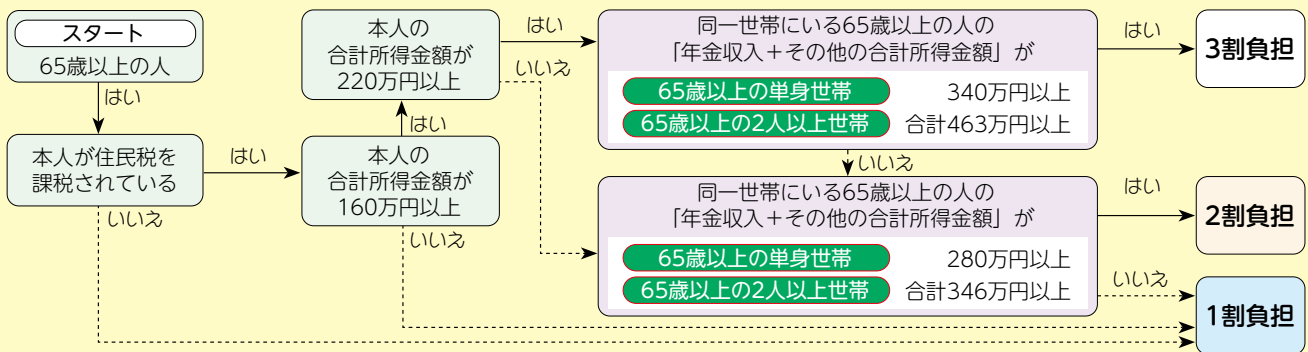 スタート
65歳以上の人
はい
本人が住民税を
課税されている
はい
いいえ
本人の
合計所得金額が
160万円以上
はい
いいえ
本人の
合計所得金額が
220万円以上
はい
いいえ
同一世帯にいる65歳以上の人の
「年金収入+その他の合計所得金額」が
65歳以上の単身世帯 340万円以上
65歳以上の2人以上世帯 合計463万円以上
はい
3割負担
いいえ
同一世帯にいる65歳以上の人の
「年金収入+その他の合計所得金額」が
65歳以上の単身世帯 280万円以上
65歳以上の2人以上世帯 合計346万円以上
はい
2割負担
いいえ
1割負担